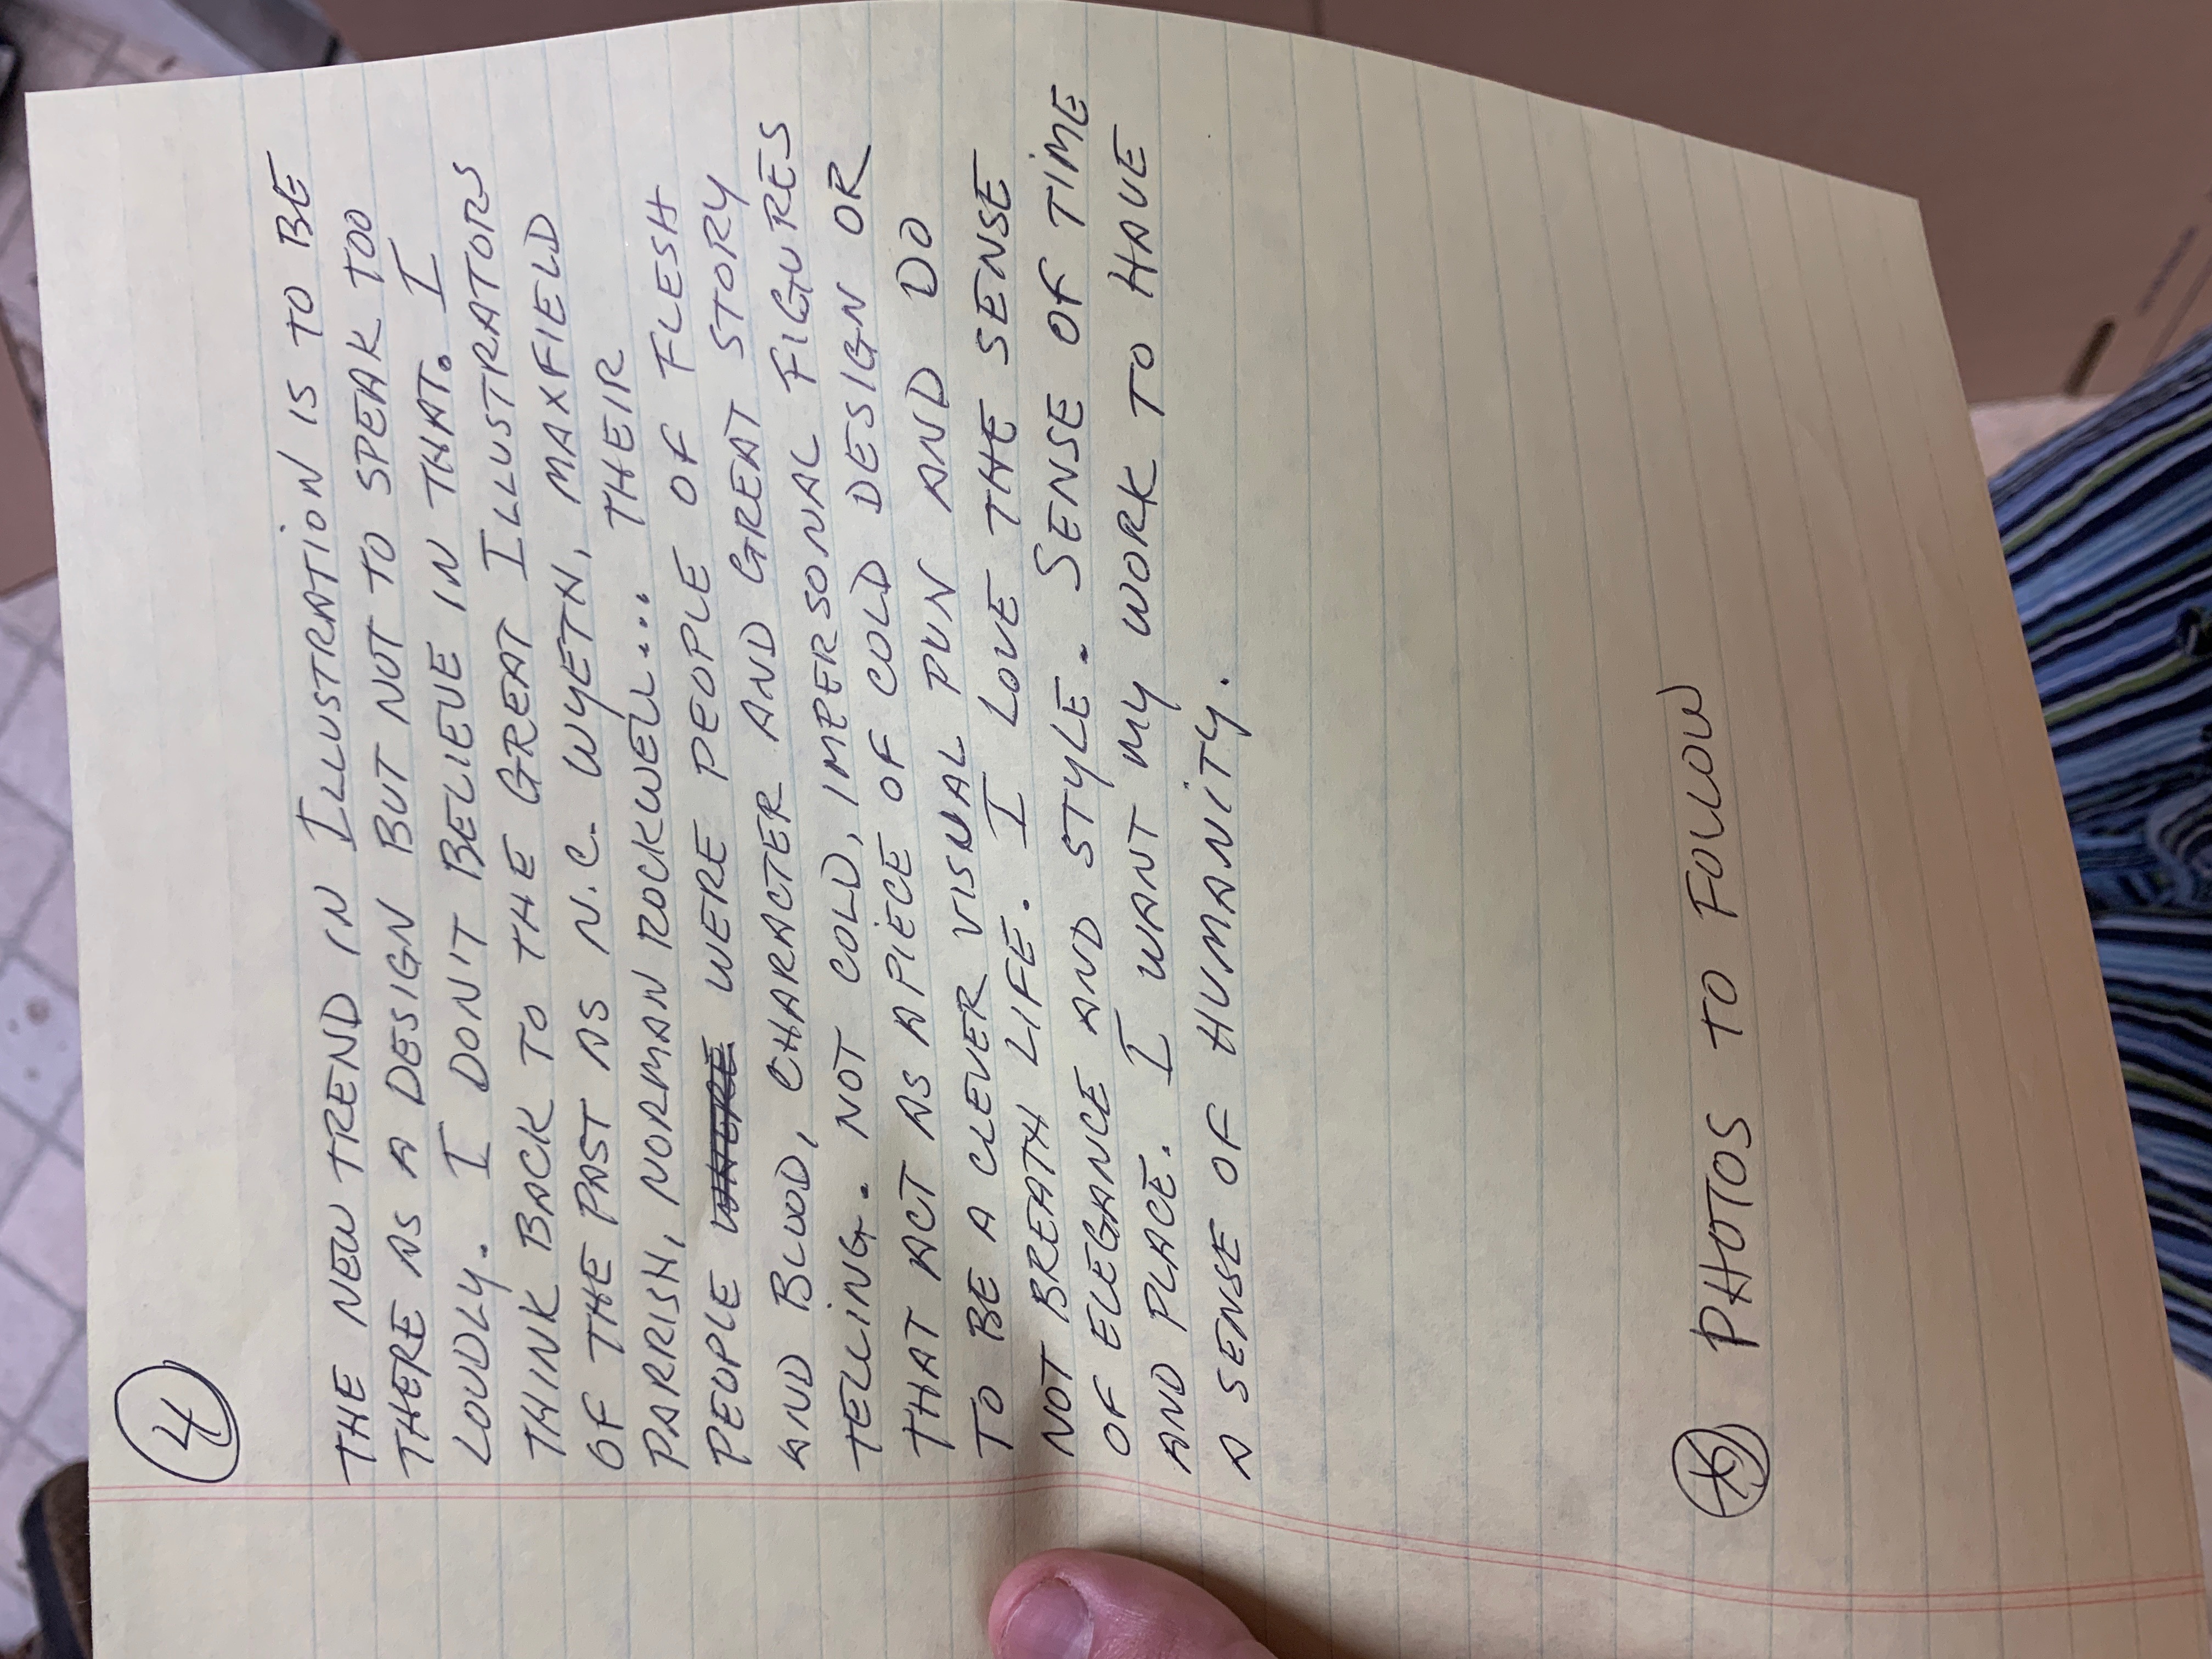 4
THE NEW TREND IN ILLUSTRATION IS TO BE
THERE AS A DESIGN BUT NOT TO SPEAK TOO
LOUDLY. I DON'T BELIEVE IN THAT. I
THINK BACK TO THE GREAT ILLUSTRATORS
OF THE PAST AS N.C. WYETH, MAXFIELD
PARRISH, NORMAN ROCKWELL... THEIR
PEOPLE WHERE WERE PEOPLE OF FLESH
AND BLOOD, CHARACTER AND GREAT STORY
TELLING. NOT COLD, IMPERSONAL FIGURES
THAT ACT AS A PIECE OF COLD DESIGN OR
TO BE A CLEVER VISUAL PUN AND DO
NOT BREATH LIFE. I LOVE THE SENSE
OF ELEGANCE AND STYLE. SENSE OF TIME
AND PLACE. I WANT MY WORK TO HAVE
A SENSE OF HUMANITY.
* PHOTOS TO FOLLOW